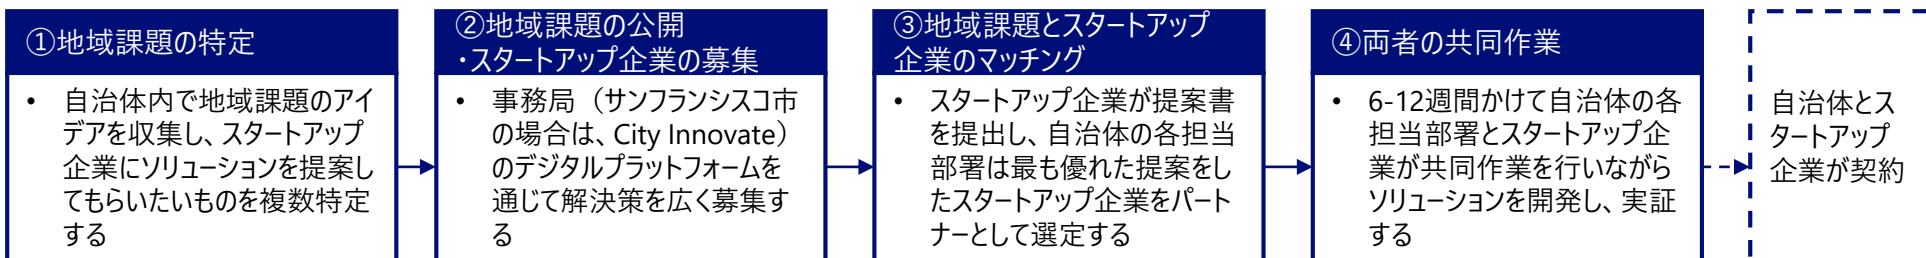 ①地域課題の特定
• 自治体内で地域課題のアイ
デアを収集し、スタートアップ
企業にソリューションを提案し
てもらいたいものを複数特定
する
②地域課題の公開
・スタートアップ企業の募集
• 事務局（サンフランシスコ市
の場合は、City Innovate）
のデジタルプラットフォームを
通じて解決策を広く募集す
る
③地域課題とスタートアップ
企業のマッチング
• スタートアップ企業が提案書
を提出し、自治体の各担当
部署は最も優れた提案をし
たスタートアップ企業をパート
ナーとして選定する
④両者の共同作業
• 6-12週間かけて自治体の各
担当部署とスタートアップ企
業が共同作業を行いながら
ソリューションを開発し、実証
する
自治体とス
タートアップ
企業が契約